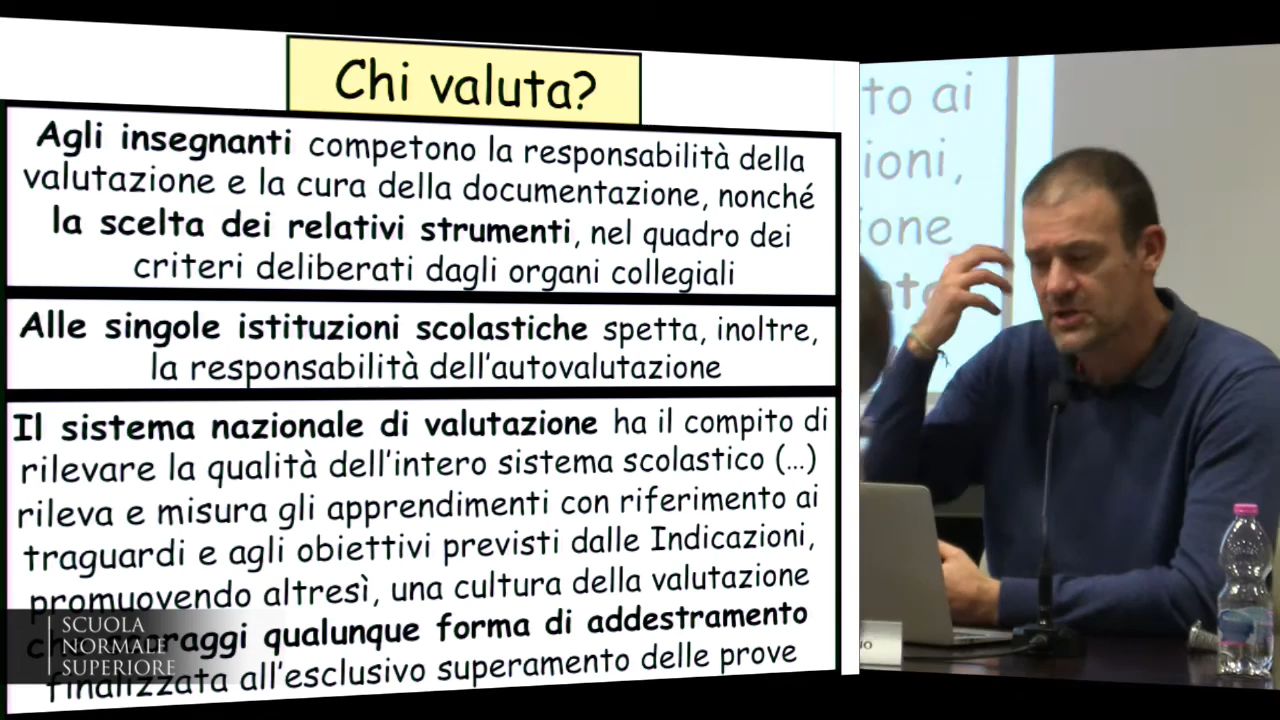 Chi valuta?
Agli insegnanti competono la responsabilità della
valutazione e la cura della documentazione, nonché
la scelta dei relativi strumenti, nel quadro dei
criteri deliberati dagli organi collegiali
Alle singole istituzioni scolastiche spetta, inoltre,
la responsabilità dell'autovalutazione
Il sistema nazionale di valutazione ha il compito di
rilevare la qualità dell'intero sistema scolastico (…)
rileva e misura gli apprendimenti con riferimento ai
traguardi e agli obiettivi previsti dalle Indicazioni,
promuovendo altresì, una cultura della valutazione
qualunque forma di addestramento
finalizzata all'esclusivo superamento delle prove
SCUOLA
NORMALE
SUPERIORE
to ai
ioni,
ione